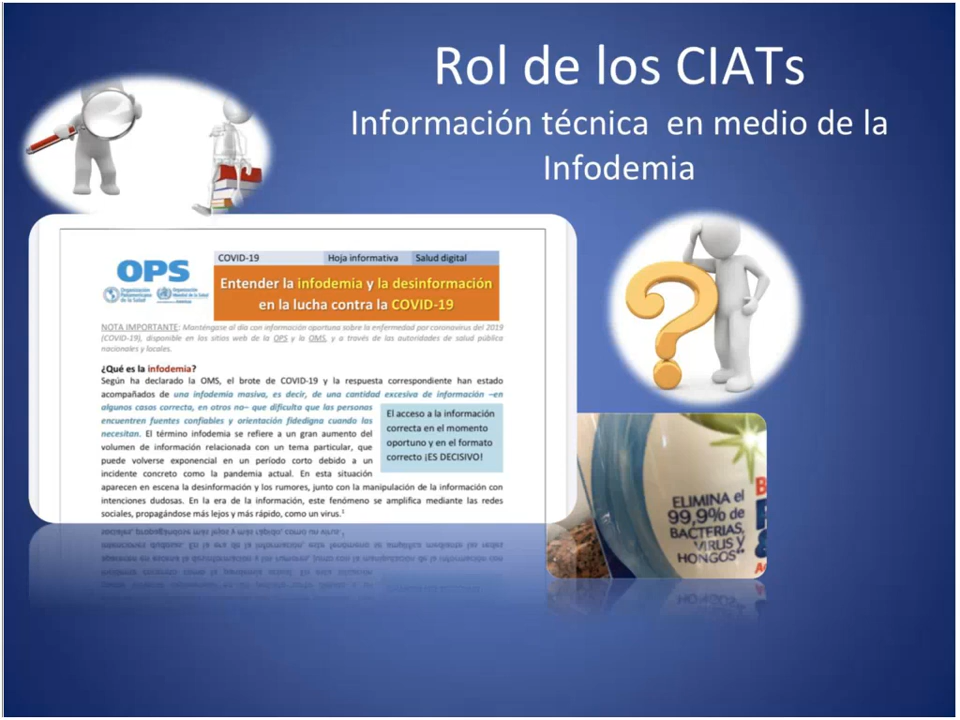 Rol de los CIATs
Información técnica  en medio de la
Infodemia
OPS
Organización
Panamericana
de la Salud
Organización
Mundial de la Salud
COVID-19
Hoja informativa
Salud digital
Entender la infodemia y la desinformación
en la lucha contra la COVID-19
NOTA IMPORTANTE: Manténgase al día con información oportuna sobre la enfermedad por coronavirus del 2019
(COVID-19), disponible en los sitios web de la OPS y la OMS, y a través de las autoridades de salud pública
nacionales y locales.
¿Qué es la infodemia?
Según ha declarado la OMS, el brote de COVID-19 y la respuesta correspondiente han estado
acompañados de una infodemia masiva, es decir, de una cantidad excesiva de información –en
algunos casos correcta, en otros no– que dificulta que las personas
encuentren fuentes confiables y orientación fidedigna cuando las
necesitan. El término infodemia se refiere a un gran aumento del
volumen de información relacionada con un tema particular, que
puede volverse exponencial en un período corto debido a un
incidente concreto como la pandemia actual. En esta situación
aparecen en escena la desinformación y los rumores, junto con la manipulación de la información con
intenciones dudosas. En la era de la información, este fenómeno se amplifica mediante las redes
sociales, propagándose más lejos y más rápido, como un virus.¹
El acceso a la información
correcta en el momento
oportuno y en el formato
correcto ¡ES DECISIVO!
ELIMINA el
99,9% de
BACTERIAS,
VIRUS Y
HONGOS**